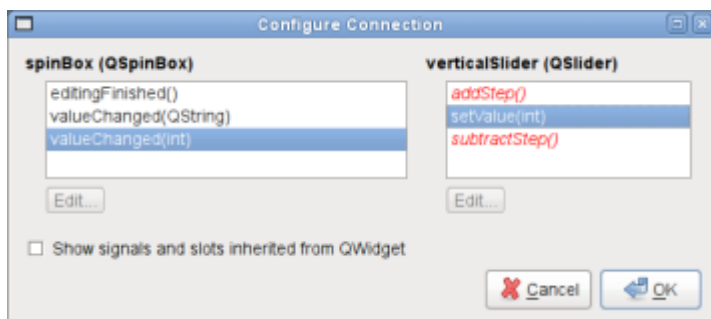 Configure Connection
spinBox (QSpinBox)
editingFinished()
valueChanged(QString)
valueChanged(int)
Edit...
verticalSlider (QSlider)
addStep()
setValue(int)
subtractStep()
Edit...
Show signals and slots inherited from QWidget
Cancel
OK